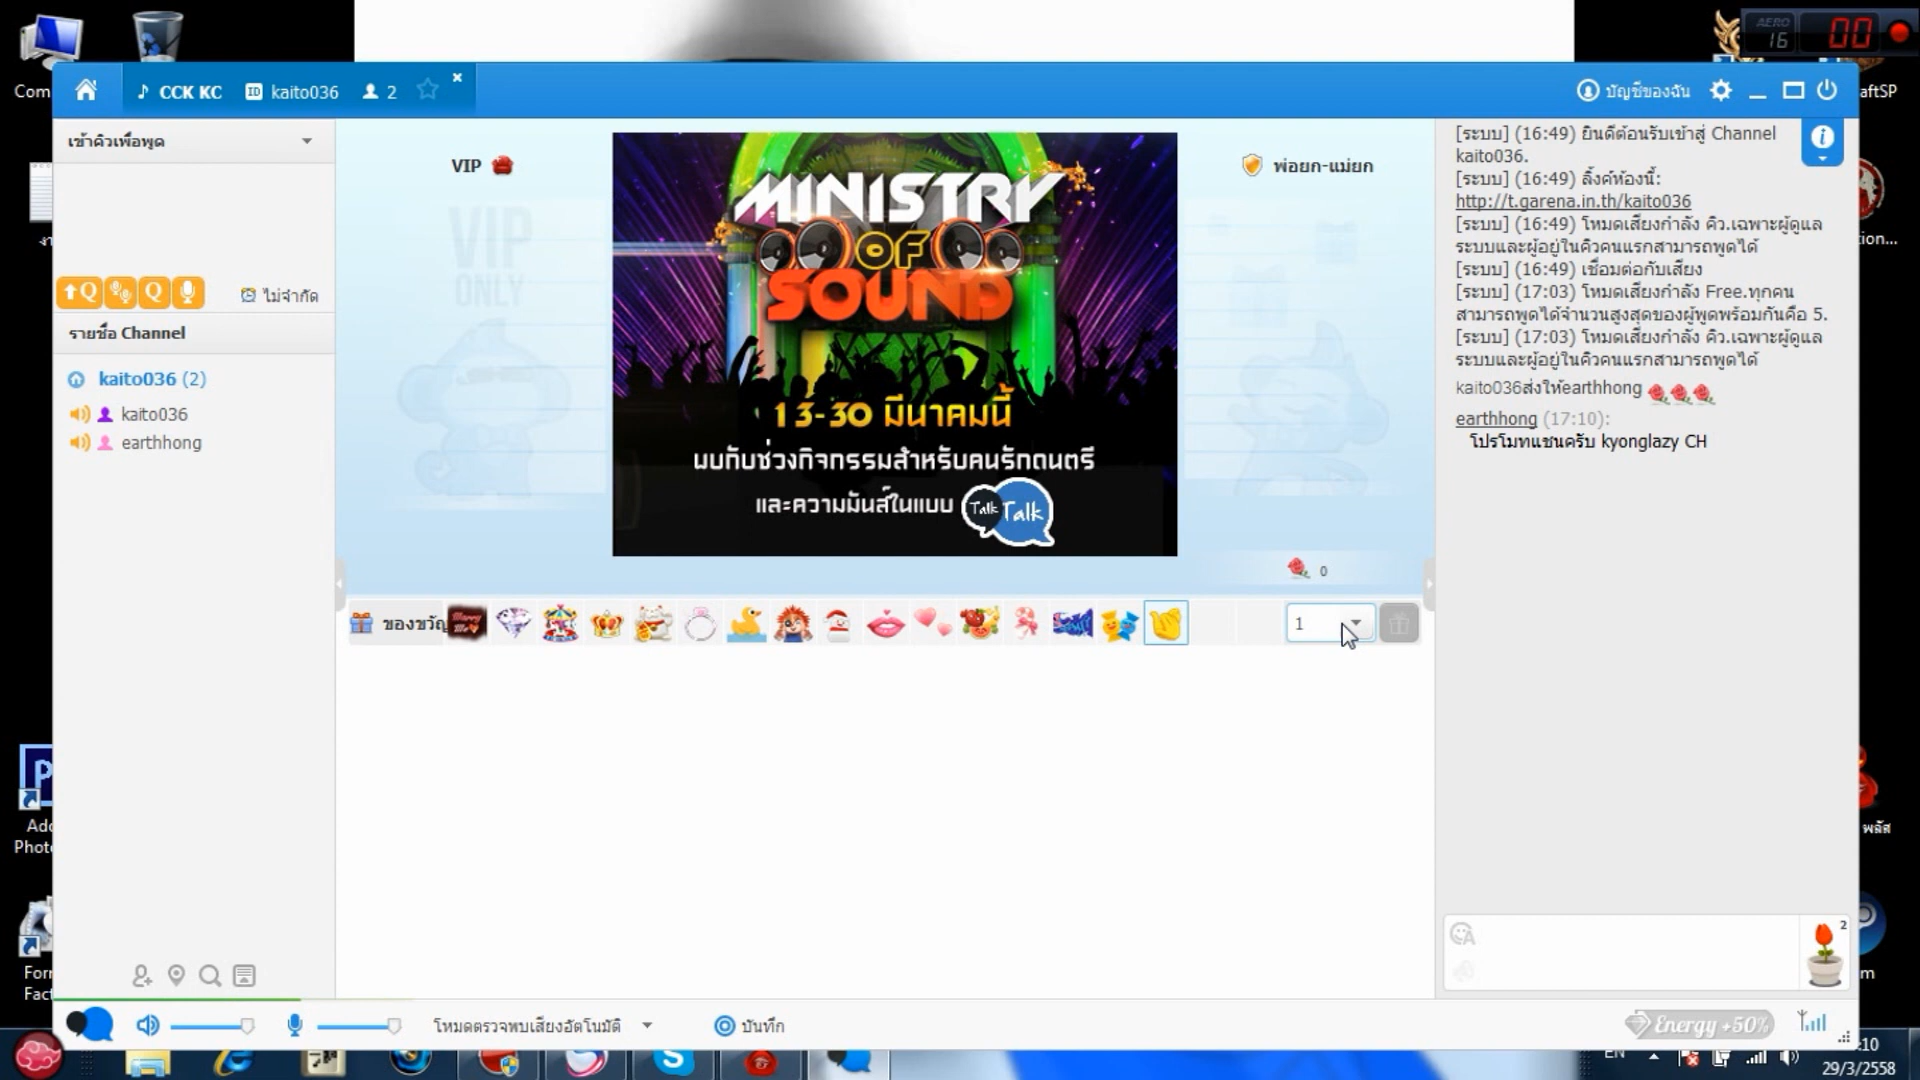 AERO
16
00
Com
aftSP
CCK KC
ID kaito036
2
บัญชีของฉัน
เข้าคิวเพื่อพูด
ไม่จำกัด
รายชื่อ Channel
kaito036 (2)
kaito036
earthhong
VIP
VIP
ONLY
MINISTRY
OF
SOUND
13-30 มีนาคมนี้
มบกับช่วงกิจกรรมสำหรับคนรักดนตรี
และความมันส์ในแบบ Talk Talk
พ่อยก-แม่ยก
0
ของขวัญ
1
[ระบบ] (16:49) ยินดีต้อนรับเข้าสู่ Channel
kaito036.
[ระบบ] (16:49) ลิ้งค์ห้องนี้:
http://t.garena.in.th/kaito036
[ระบบ] (16:49) โหมดเสียงกำลัง คิว.เฉพาะผู้ดูแล
ระบบและผู้อยู่ในคิวคนแรกสามารถพูดได้
[ระบบ] (16:49) เชื่อมต่อกับเสียง
[ระบบ] (17:03) โหมดเสียงกำลัง Free.ทุกคน
สามารถพูดได้จำนวนสูงสุดของผู้พูดพร้อมกันคือ 5.
[ระบบ] (17:03) โหมดเสียงกำลัง คิว.เฉพาะผู้ดูแล
ระบบและผู้อยู่ในคิวคนแรกสามารถพูดได้
kaito036ส่งให้earthhong
earthhong (17:10):
โปรโมทแชนครับ kyonglazy CH
2
ion...
พลัส
m
Ado
Photo
Forn
Fact
โหมดตรวจพบเสียงอัตโนมัติ
บันทึก
Energy +50%
EN
:10
29/3/2558